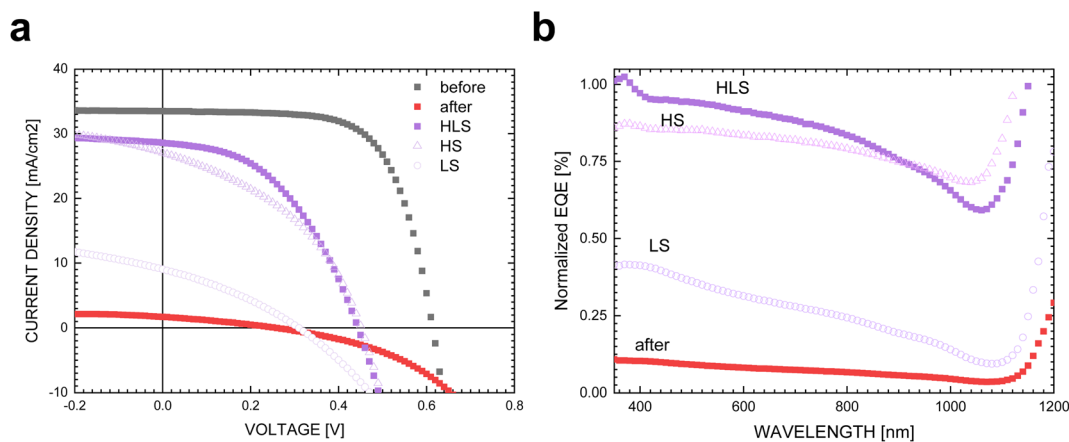 a
40
30
20
10
0
-10
-0.2
0.0
0.2
0.4
0.6
0.8
CURRENT DENSITY [mA/cm2]
VOLTAGE [V]
before
after
HLS
HS
LS
b
1.00
0.75
0.50
0.25
0.00
400
600
800
1000
1200
Normalized EQE [%]
WAVELENGTH [nm]
HLS
HS
LS
after